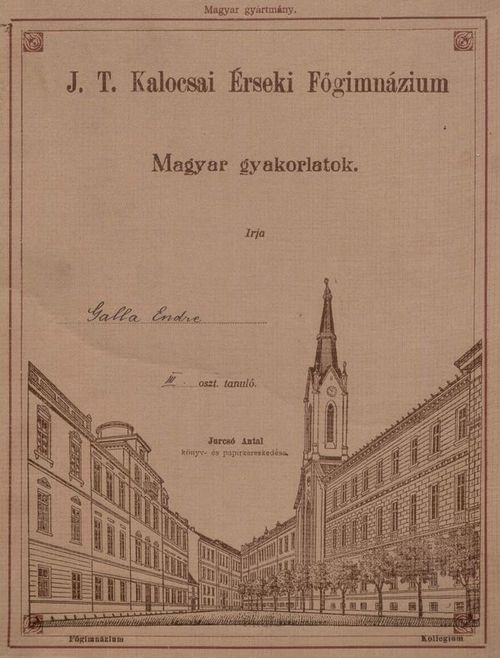 Magyar gyártmány.
J. T. Kalocsai Érseki Főgimnázium
Magyar gyakorlatok.
Irja
Galla Endre
III. oszt. tanuló.
Jurcsó Antal
könyv- és papirkereskedése.
Főgimnázium
Kollegium